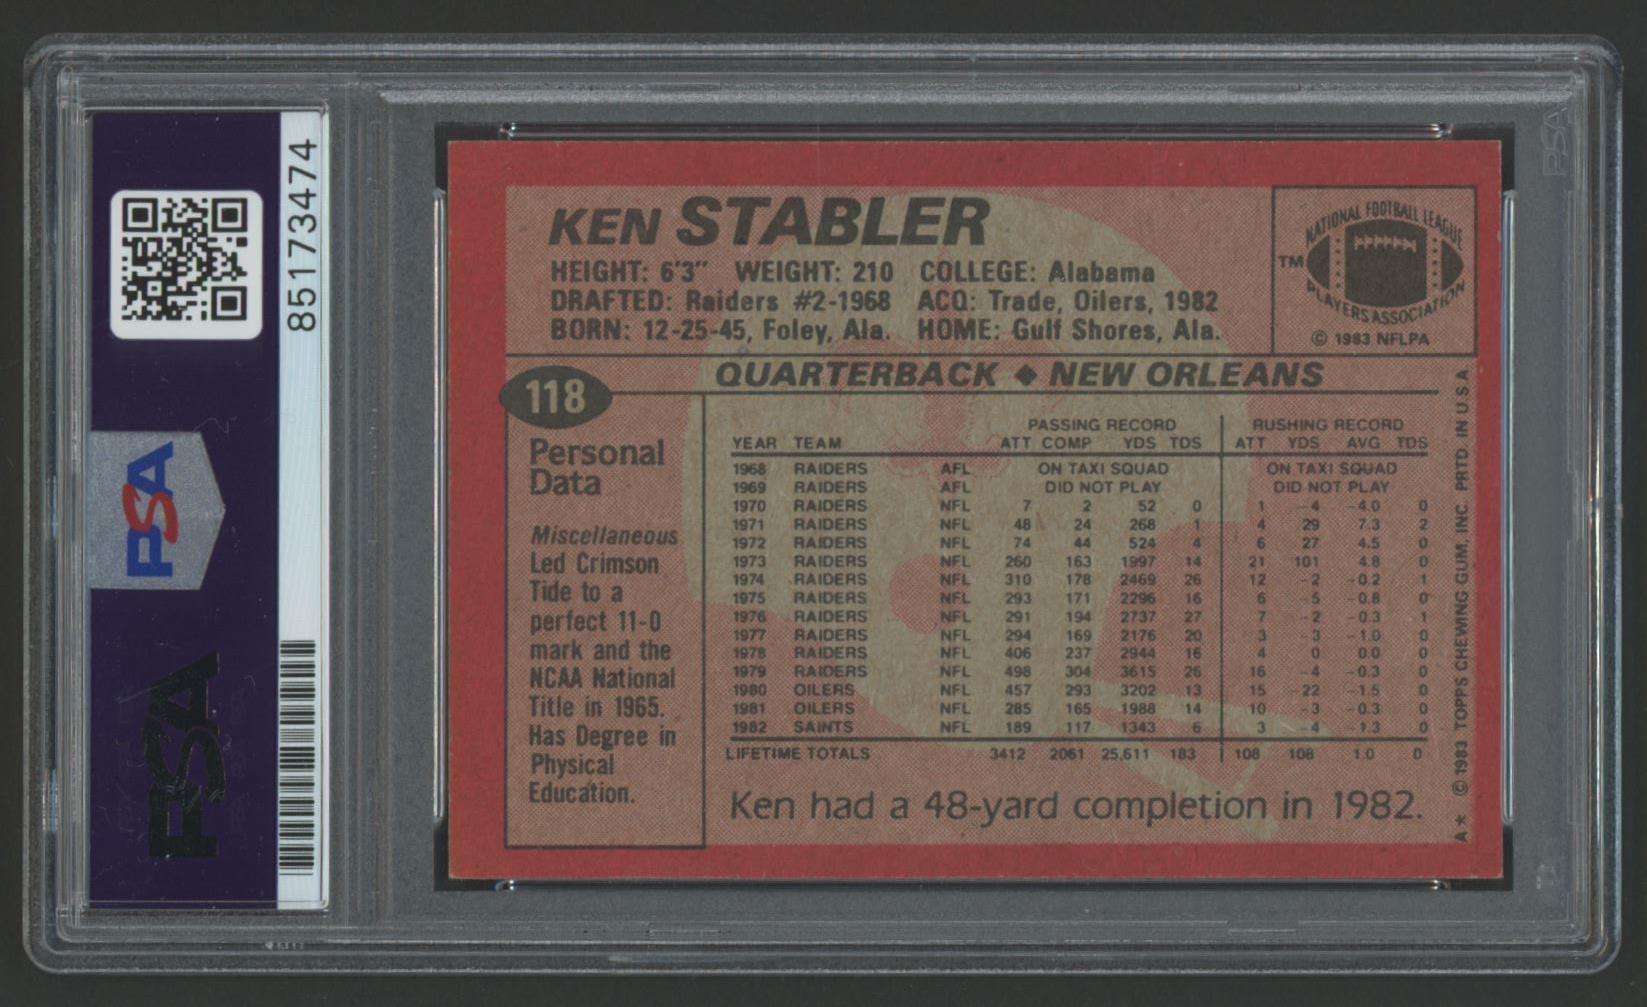 KEN STABLER
HEIGHT: 6'3" WEIGHT: 210 COLLEGE: Alabama
DRAFTED: Raiders #2-1968 ACQ: Trade, Oilers, 1982
BORN: 12-25-45, Foley, Ala. HOME: Gulf Shores, Ala.
NATIONAL FOOTBALL LEAGUE
TM
PLAYERS ASSOCIATION
© 1983 NFLPA
118
QUARTERBACK ♦ NEW ORLEANS
Personal
Data
Miscellaneous
Led Crimson
Tide to a
perfect 11-0
mark and the
NCAA National
Title in 1965.
Has Degree in
Physical
Education.
PASSING RECORD RUSHING RECORD
YEAR TEAM ATT COMP YDS TDS ATT YDS AVG TDS
1968 RAIDERS AFL ON TAXI SQUAD ON TAXI SQUAD
1969 RAIDERS AFL DID NOT PLAY DID NOT PLAY
1970 RAIDERS NFL 7 2 52 0 1 -4 -4.0 0
1971 RAIDERS NFL 48 24 268 1 4 29 7.3 2
1972 RAIDERS NFL 74 44 524 4 6 27 4.5 0
1973 RAIDERS NFL 260 163 1997 14 21 101 4.8 0
1974 RAIDERS NFL 310 178 2469 26 12 -2 -0.2 1
1975 RAIDERS NFL 293 171 2296 16 6 -5 -0.8 0
1976 RAIDERS NFL 291 194 2737 27 7 -2 -0.3 1
1977 RAIDERS NFL 294 169 2176 20 3 -3 -1.0 0
1978 RAIDERS NFL 406 237 2944 16 4 0 0.0 0
1979 RAIDERS NFL 498 304 3615 26 16 -4 -0.3 0
1980 OILERS NFL 457 293 3202 13 15 -22 -1.5 0
1981 OILERS NFL 285 165 1988 14 10 -3 -0.3 0
1982 SAINTS NFL 189 117 1343 6 3 -4 -1.3 0
LIFETIME TOTALS 3412 2061 25,611 183 108 108 1.0 0
Ken had a 48-yard completion in 1982.
A* © 1983 TOPPS CHEWING GUM, INC. PRTD. IN U.S.A
85173474
PSA
PSA
PSA